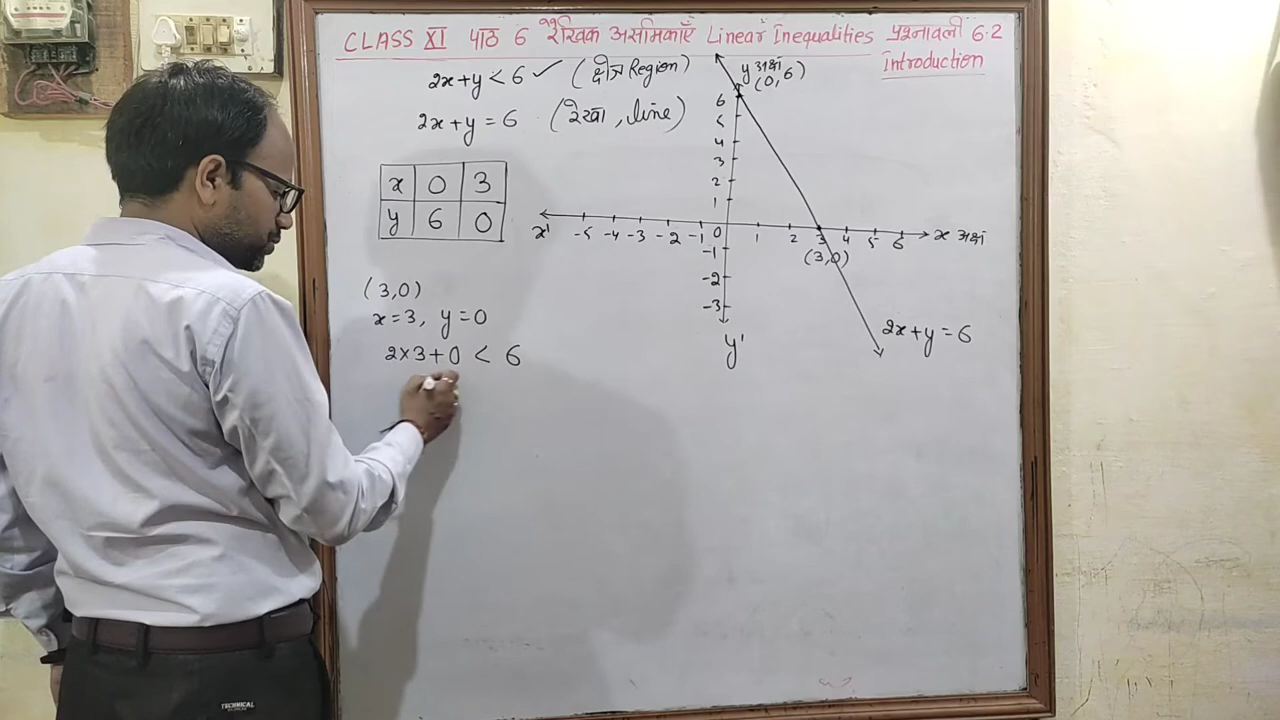 CLASS XI पाठ 6 रैखिक असमिकाएँ Linear Inequalities प्रश्नावली 6.2
Introduction
2x+y < 6 ✓ (क्षेत्र Region)
2x+y = 6 (रेखा, line)
x 0 3
y 6 0
(3,0)
x=3, y=0
2×3+0 < 6
y अक्ष
(0,6)
6
5
4
3
2
1
x' -5 -4 -3 -2 -1 0 1 2 3 4 5 6 x अक्ष
(3,0)
-1
-2
-3
y'
2x+y=6
TECHNICAL